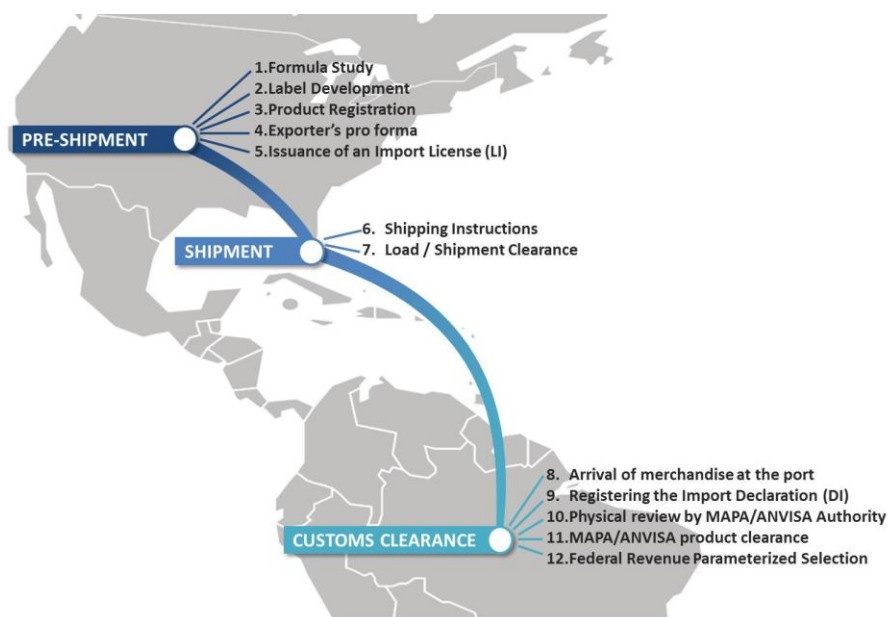 1.Formula Study
2.Label Development
3.Product Registration
PRE-SHIPMENT
4.Exporter's pro forma
5.Issuance of an Import License (LI)
6. Shipping Instructions
SHIPMENT
7. Load / Shipment Clearance
8. Arrival of merchandise at the port
9. Registering the Import Declaration (DI)
10.Physical review by MAPA/ANVISA Authority
CUSTOMS CLEARANCE
11.MAPA/ANVISA product clearance
12.Federal Revenue Parameterized Selection